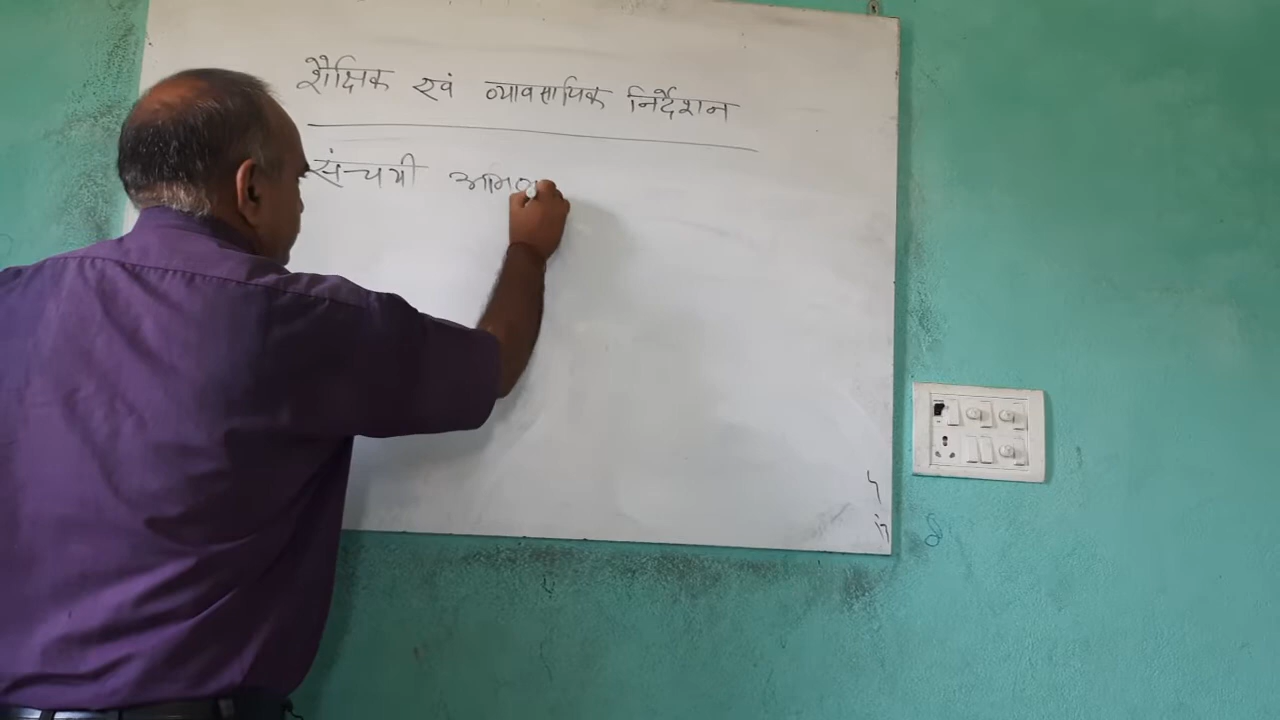 शैक्षिक एवं व्यावसायिक निर्देशन
संचयी